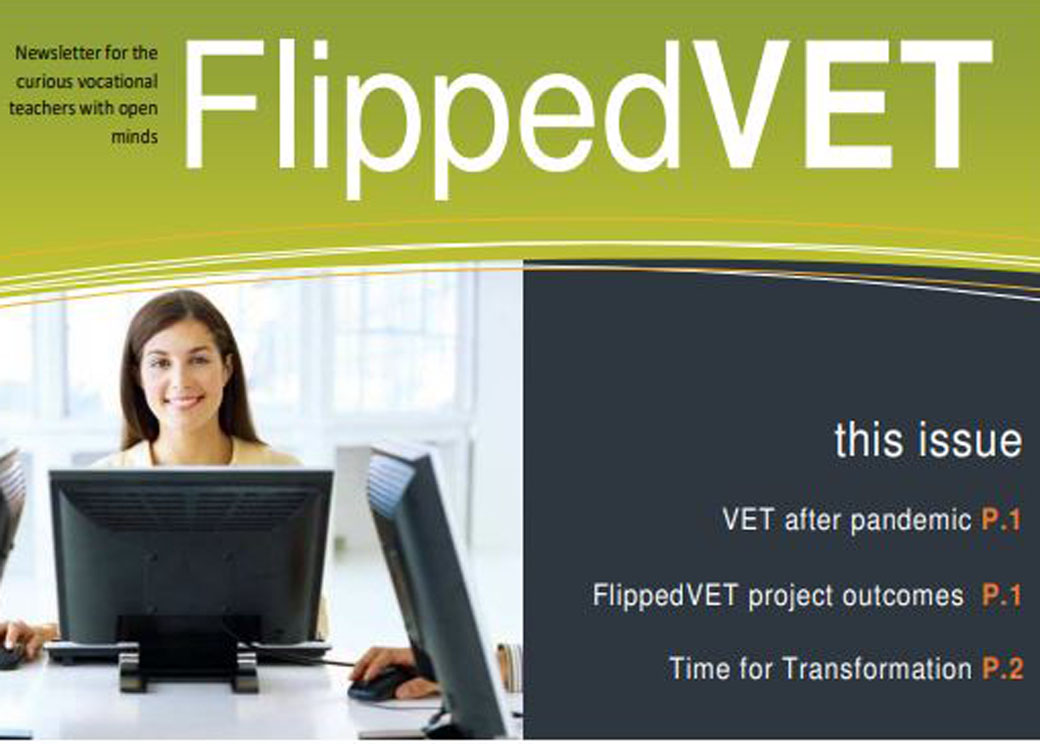 Newsletter for the
curious vocational
teachers with open
minds
FlippedVET
this issue
VET after pandemic P.1
FlippedVET project outcomes P.1
Time for Transformation P.2